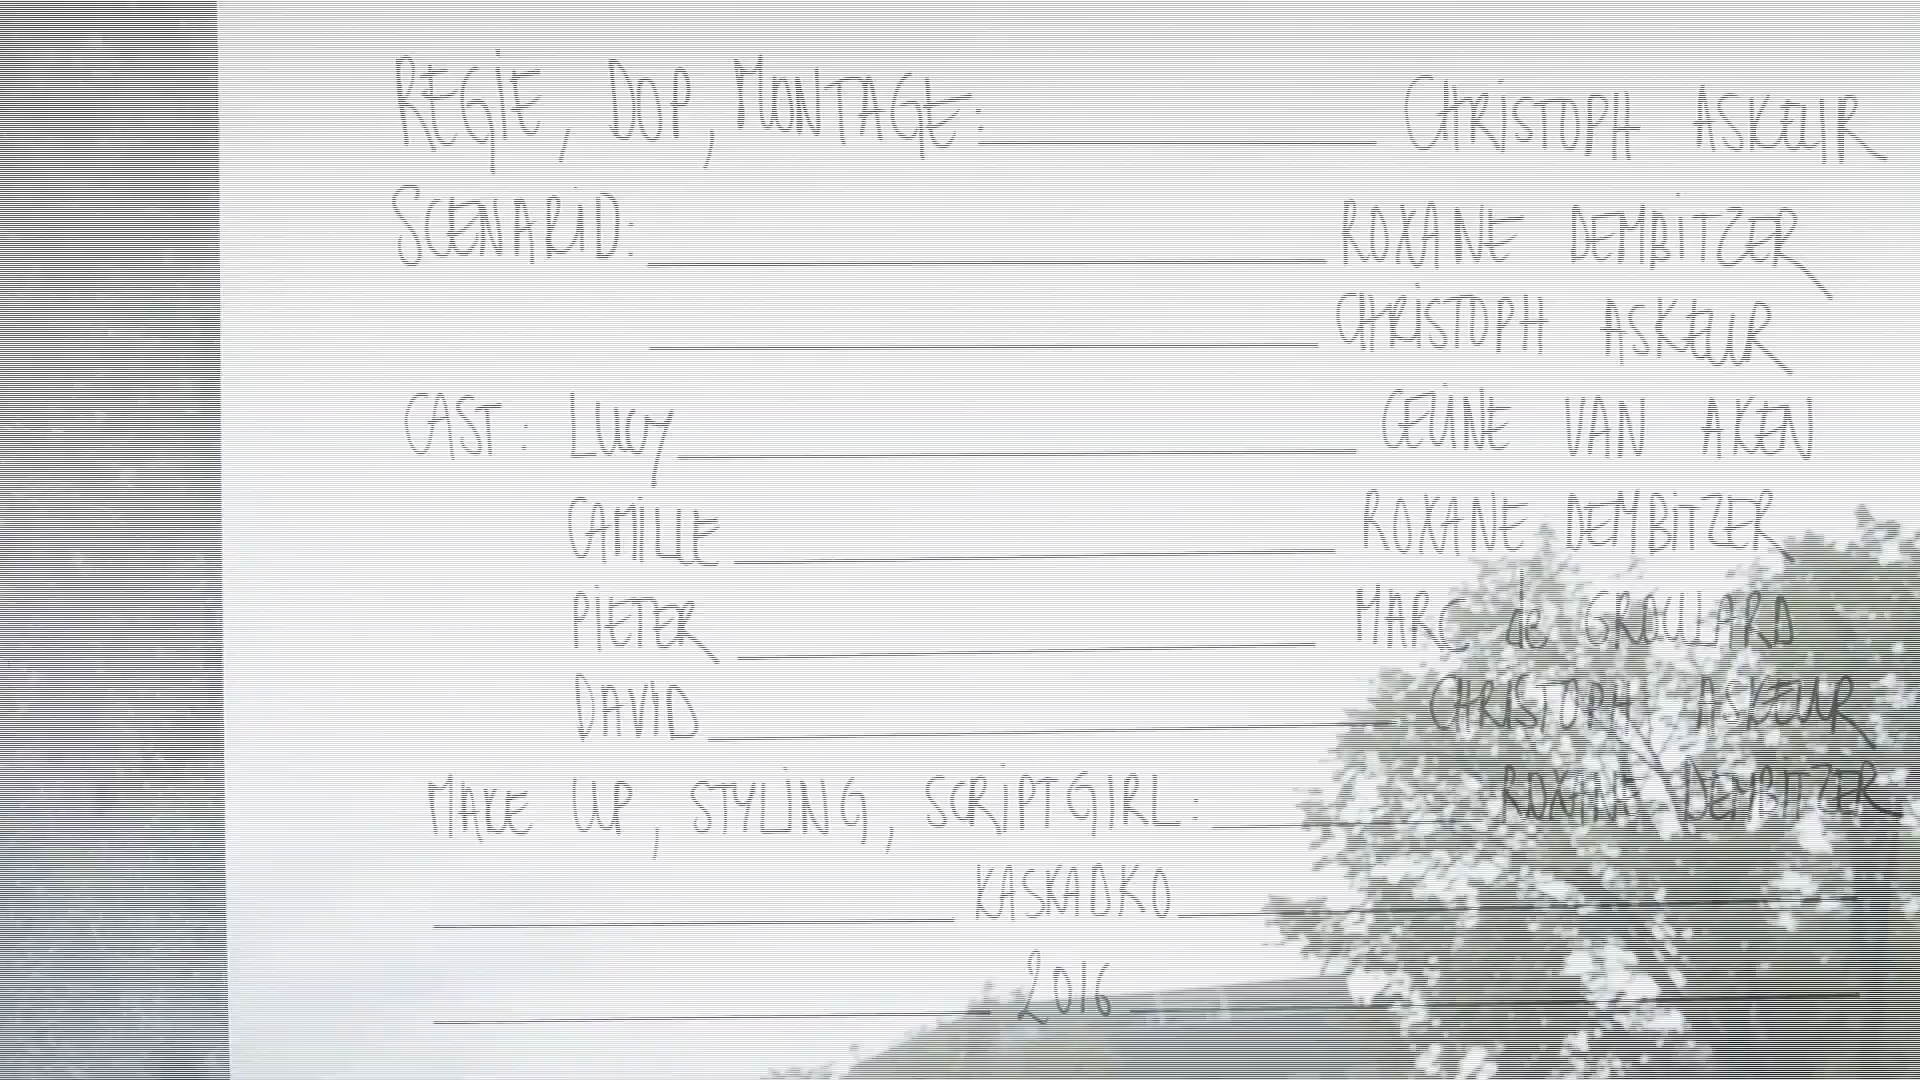 REGIE, DOP, MONTAGE: CHRISTOPH ASKEUR
SCENARIO: ROXANE DEMBITZER
CHRISTOPH ASKEUR
CAST: LUCY CELINE VAN AKEN
CAMILLE ROXANE DEMBITZER
PIETER MARC de GROULARD
DAVID CHRISTOPH ASKEUR
MAKE UP, STYLING, SCRIPTGIRL: ROXANE DEMBITZER
KASKADKO
2016